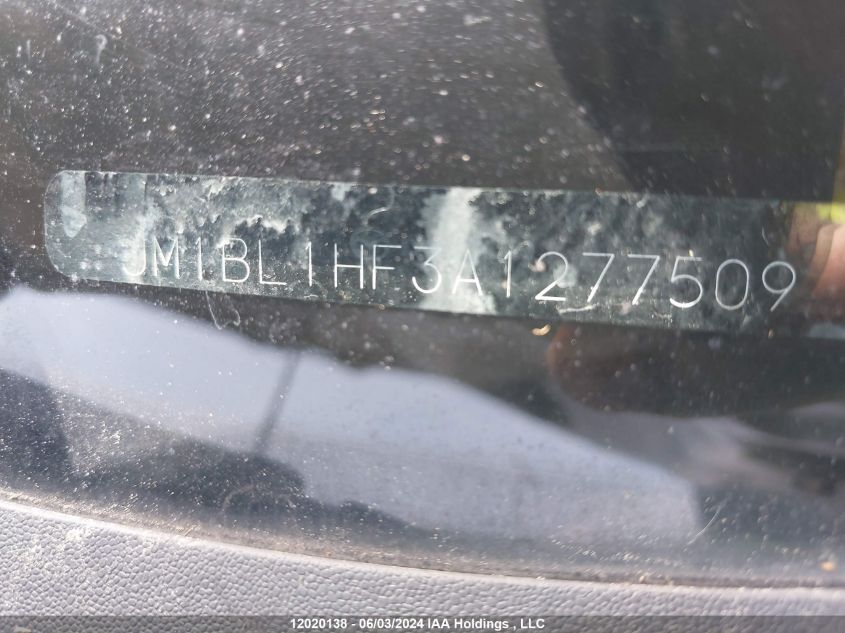 JM1BL1HF3A1277509
12020138 - 06/03/2024 IAA Holdings , LLC